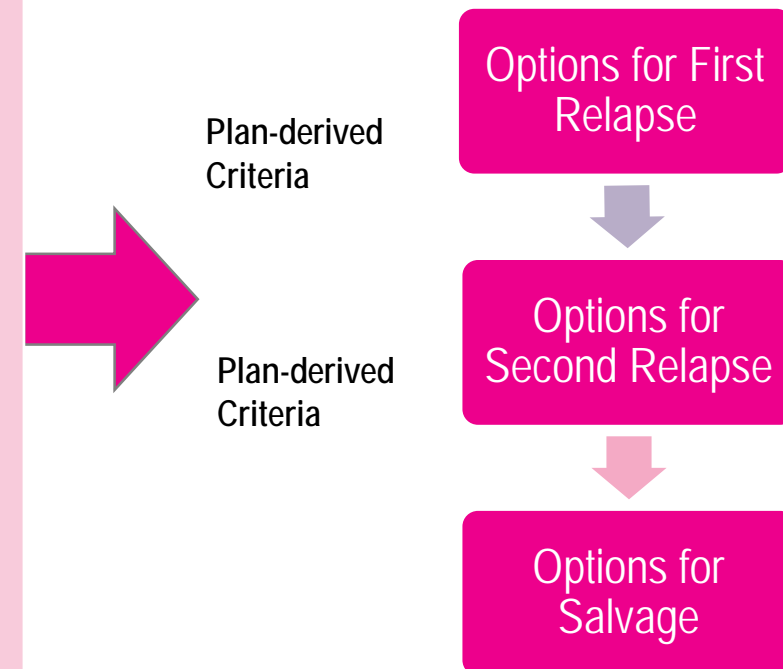 Options for First
Relapse
Plan-derived
Criteria
Options for
Second Relapse
Plan-derived
Criteria
Options for
Salvage